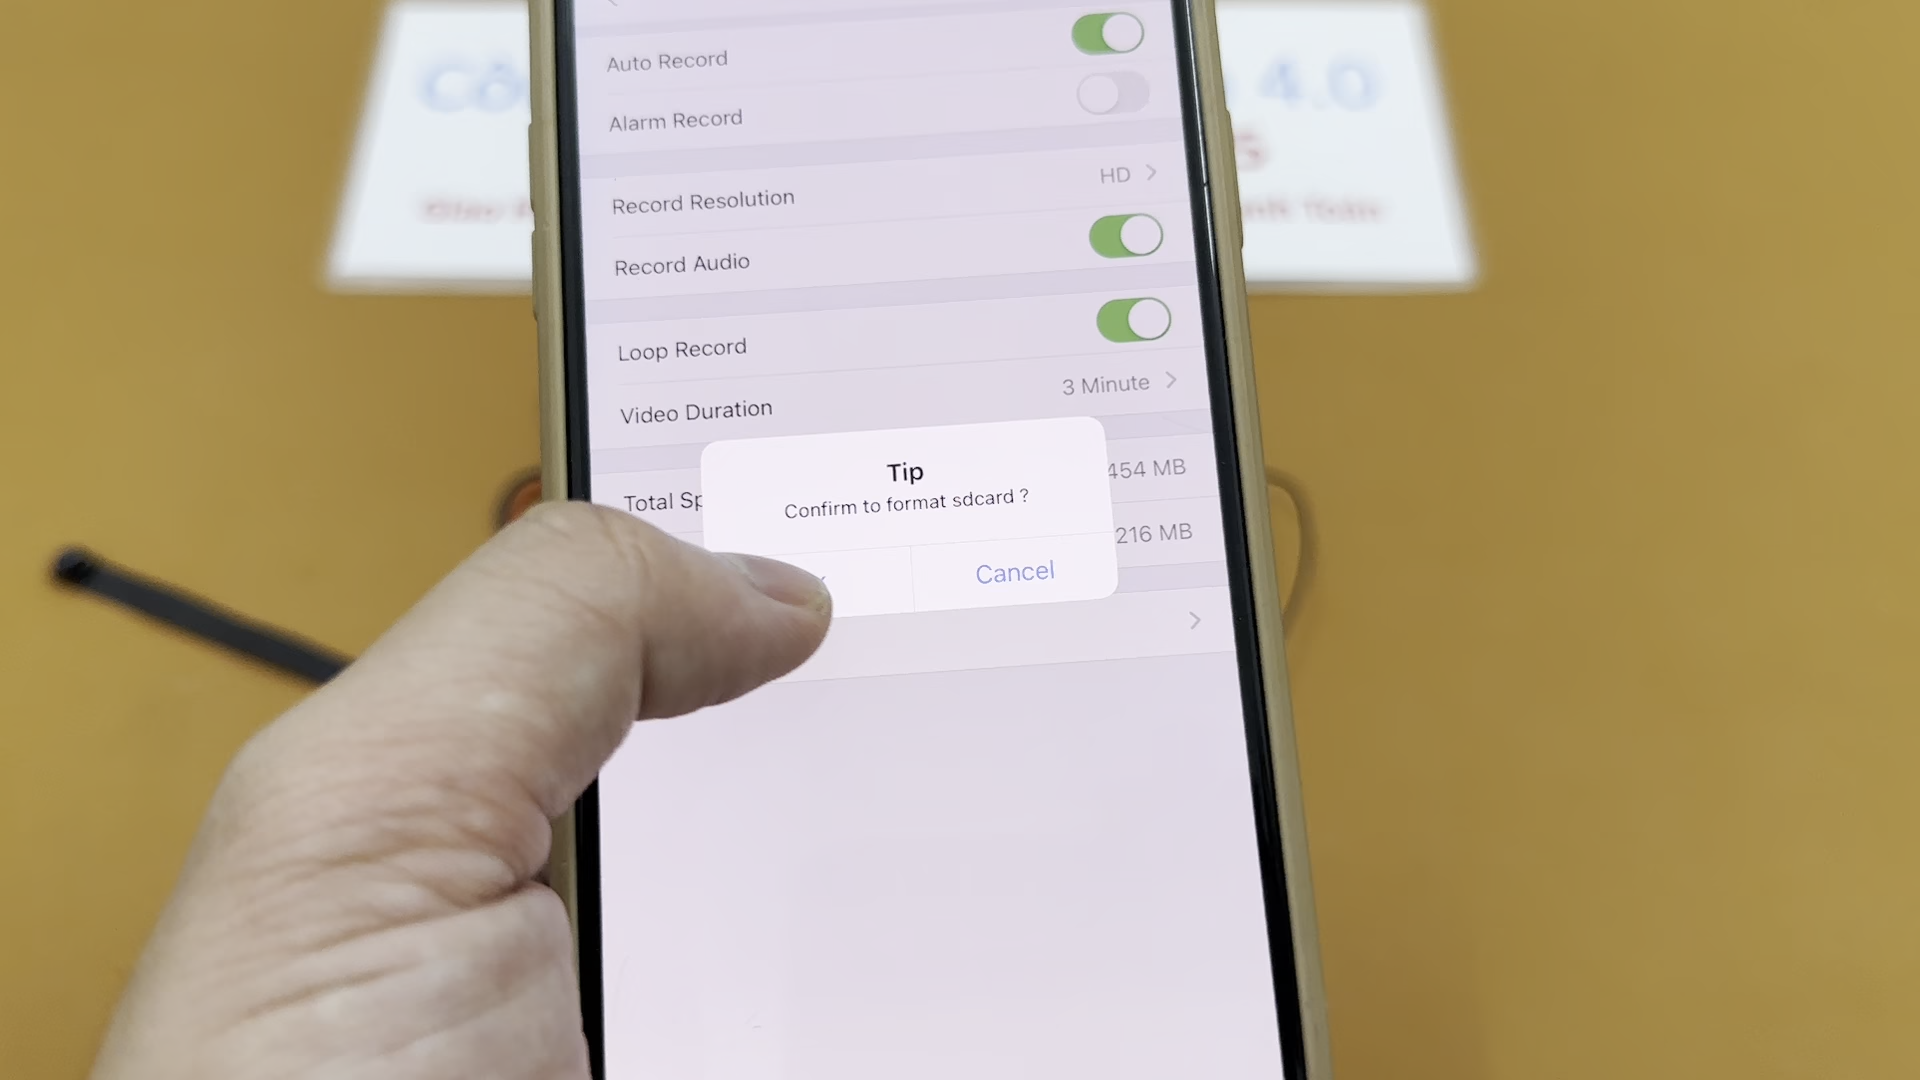 Auto Record
Alarm Record
Record Resolution
HD
Record Audio
Loop Record
Video Duration
3 Minute
Tip
Confirm to format sdcard ?
Cancel
Total Sp
454 MB
216 MB
4.0